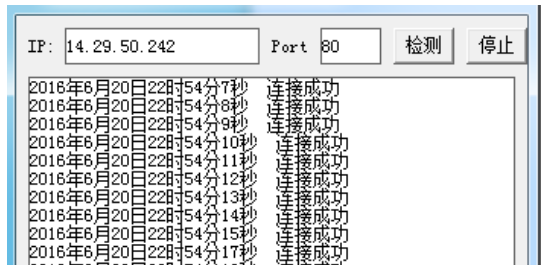 IP: 14.29.50.242 Port 80 检测 停止
2016年6月20日22时54分7秒 连接成功
2016年6月20日22时54分8秒 连接成功
2016年6月20日22时54分9秒 连接成功
2016年6月20日22时54分10秒 连接成功
2016年6月20日22时54分11秒 连接成功
2016年6月20日22时54分12秒 连接成功
2016年6月20日22时54分13秒 连接成功
2016年6月20日22时54分14秒 连接成功
2016年6月20日22时54分15秒 连接成功
2016年6月20日22时54分17秒 连接成功